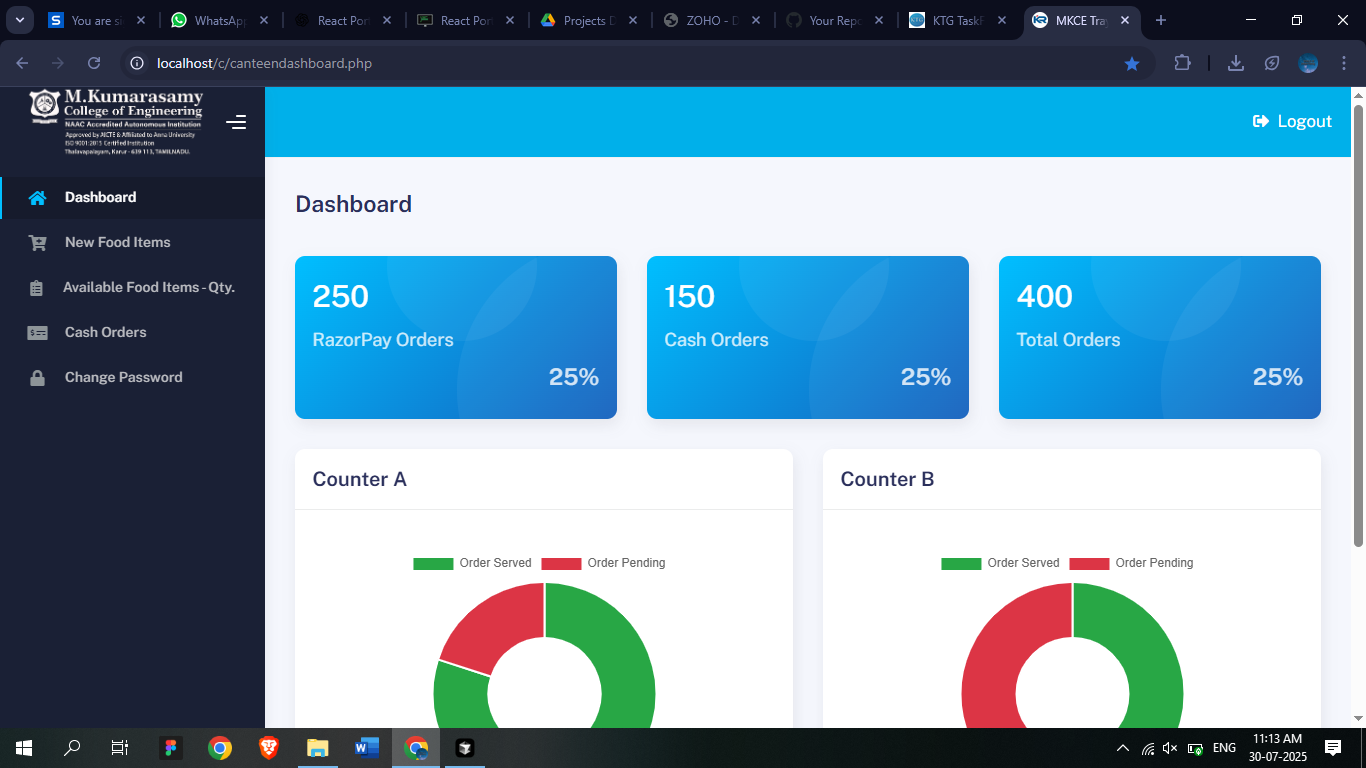 You are si
WhatsApp
React Port
React Port
Projects D
ZOHO - D
Your Repo
KTG TaskF
MKCE Tray
localhost/c/canteendashboard.php
M.Kumarasamy
College of Engineering
NAAC Accredited Autonomous Institution
Approved by AICTE & Affiliated to Anna University
ISO 9001:2015 Certified Institution
Thalavapalayam, Karur - 639 113, TAMILNADU.
Logout
Dashboard
New Food Items
Available Food Items - Qty.
Cash Orders
Change Password
Dashboard
250
RazorPay Orders
25%
150
Cash Orders
25%
400
Total Orders
25%
Counter A
Order Served Order Pending
Counter B
Order Served Order Pending
ENG
11:13 AM
30-07-2025